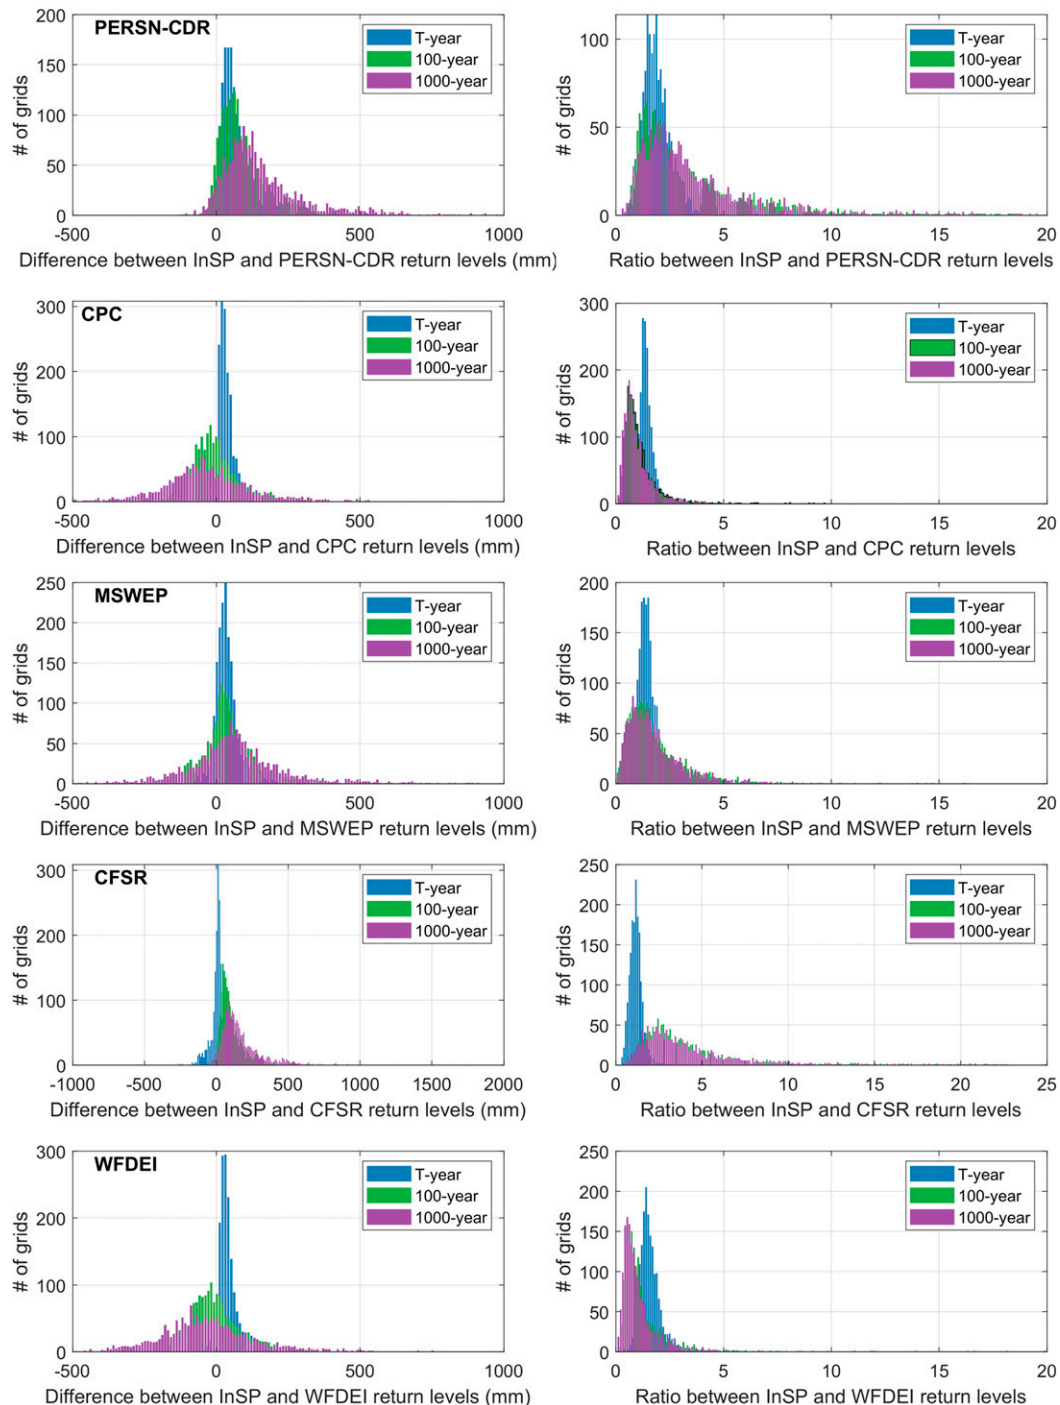 PERSN-CDR
# of grids
200
150
100
50
0
T-year
100-year
1000-year
-500 0 500 1000
Difference between InSP and PERSN-CDR return levels (mm)
# of grids
100
50
0
T-year
100-year
1000-year
0 5 10 15 20
Ratio between InSP and PERSN-CDR return levels
CPC
# of grids
300
200
100
0
T-year
100-year
1000-year
-500 0 500 1000
Difference between InSP and CPC return levels (mm)
# of grids
300
200
100
0
T-year
100-year
1000-year
0 5 10 15 20
Ratio between InSP and CPC return levels
MSWEP
# of grids
250
200
150
100
50
0
T-year
100-year
1000-year
-500 0 500 1000
Difference between InSP and MSWEP return levels (mm)
# of grids
200
150
100
50
0
T-year
100-year
1000-year
0 5 10 15 20
Ratio between InSP and MSWEP return levels
CFSR
# of grids
300
200
100
0
T-year
100-year
1000-year
-1000 -500 0 500 1000 1500 2000
Difference between InSP and CFSR return levels (mm)
# of grids
250
200
150
100
50
0
T-year
100-year
1000-year
0 5 10 15 20 25
Ratio between InSP and CFSR return levels
WFDEI
# of grids
300
200
100
0
T-year
100-year
1000-year
-500 0 500 1000
Difference between InSP and WFDEI return levels (mm)
# of grids
250
200
150
100
50
0
T-year
100-year
1000-year
0 5 10 15 20
Ratio between InSP and WFDEI return levels